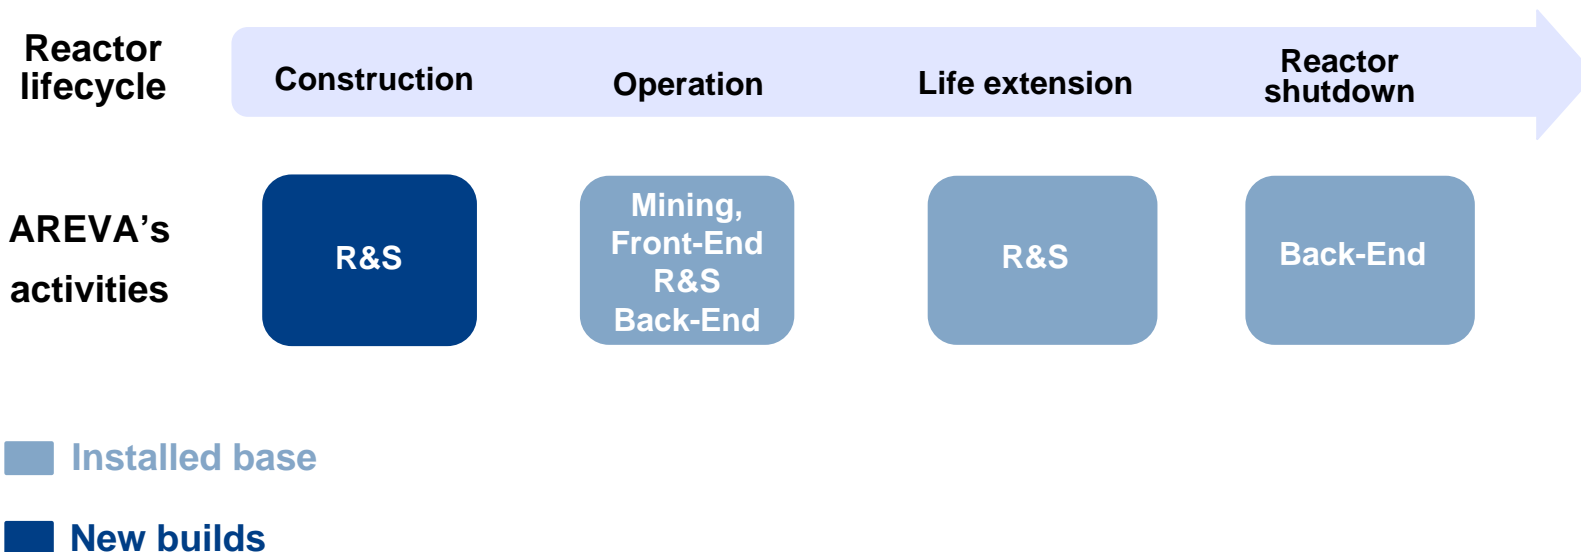 Reactor
lifecycle
Construction
Operation
Life extension
Reactor
shutdown
AREVA’s
activities
R&S
Mining,
Front-End
R&S
Back-End
R&S
Back-End
Installed base
New builds